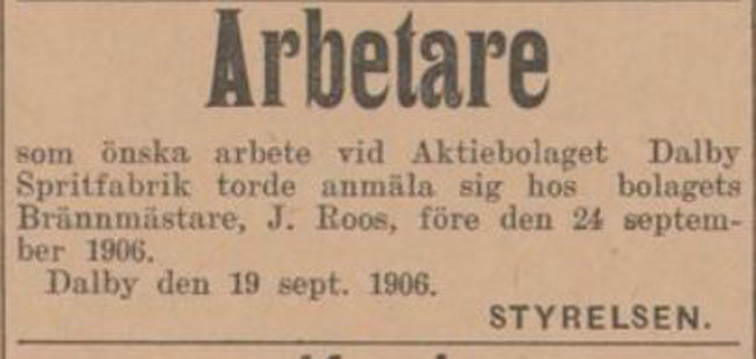 Arbetare
som önska arbete vid Aktiebolaget Dalby
Spritfabrik torde anmäla sig hos bolagets
Brännmästare, J. Roos, före den 24 septem-
ber 1906.
Dalby den 19 sept. 1906.
STYRELSEN.